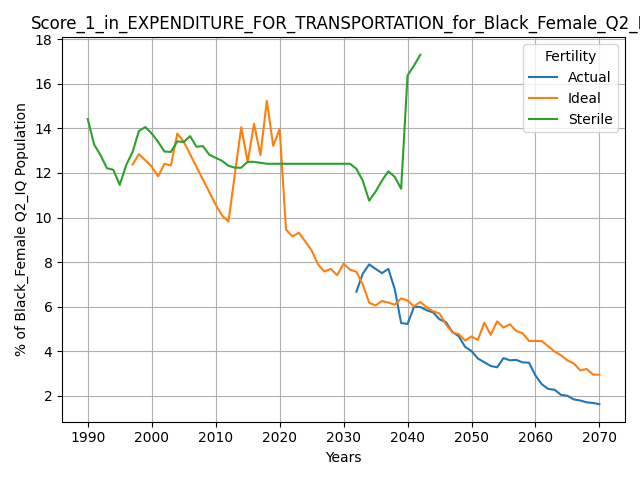 Score_1_in_EXPENDITURE_FOR_TRANSPORTATION_for_Black_Female_Q2_I
Fertility
Actual
Ideal
Sterile
% of Black_Female Q2_IQ Population
18
16
14
12
10
8
6
4
2
1990 2000 2010 2020 2030 2040 2050 2060 2070
Years